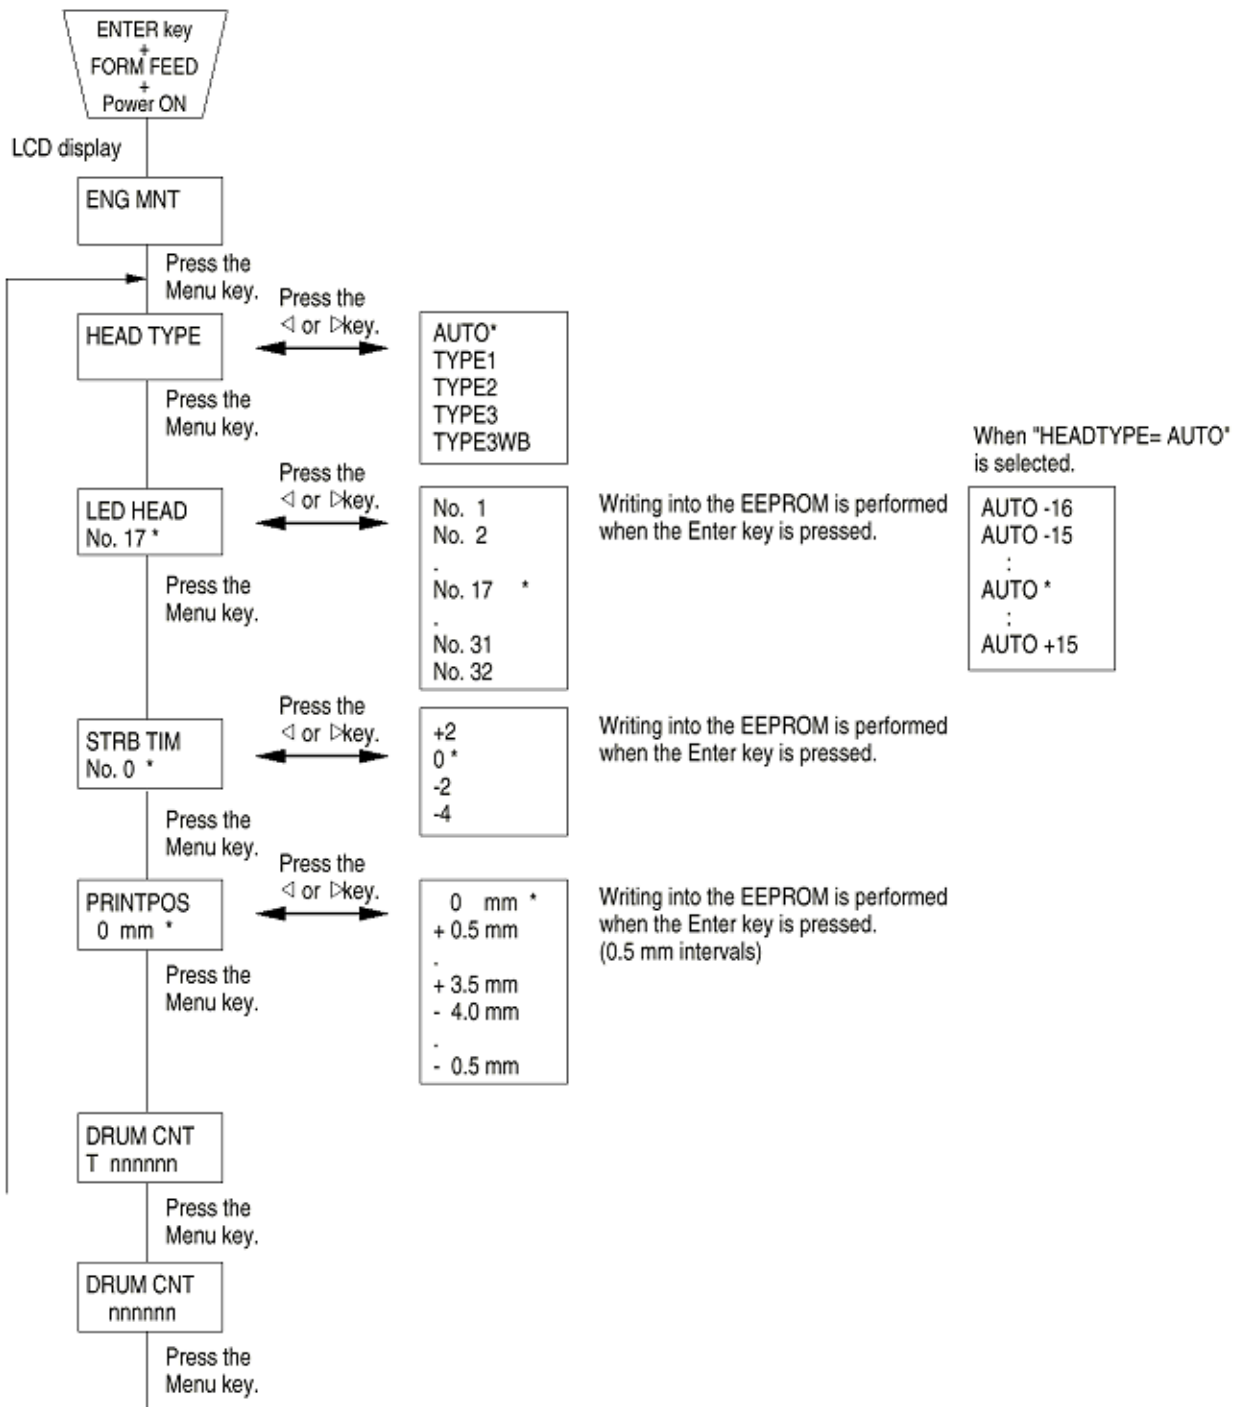 ENTER key
+
FORM FEED
+
Power ON
LCD display
ENG MNT
Press the
Menu key.
HEAD TYPE
Press the
◁ or ▷key.
AUTO*
TYPE1
TYPE2
TYPE3
TYPE3WB
Press the
Menu key.
LED HEAD
No. 17 *
Press the
◁ or ▷key.
No. 1
No. 2
.
No. 17 *
.
No. 31
No. 32
Writing into the EEPROM is performed
when the Enter key is pressed.
When "HEADTYPE= AUTO"
is selected.
AUTO -16
AUTO -15
:
AUTO *
:
AUTO +15
Press the
Menu key.
STRB TIM
No. 0 *
Press the
◁ or ▷key.
+2
0 *
-2
-4
Writing into the EEPROM is performed
when the Enter key is pressed.
Press the
Menu key.
PRINTPOS
0 mm *
Press the
◁ or ▷key.
0 mm *
+ 0.5 mm
.
+ 3.5 mm
- 4.0 mm
.
- 0.5 mm
Writing into the EEPROM is performed
when the Enter key is pressed.
(0.5 mm intervals)
Press the
Menu key.
DRUM CNT
T nnnnnn
Press the
Menu key.
DRUM CNT
nnnnnn
Press the
Menu key.